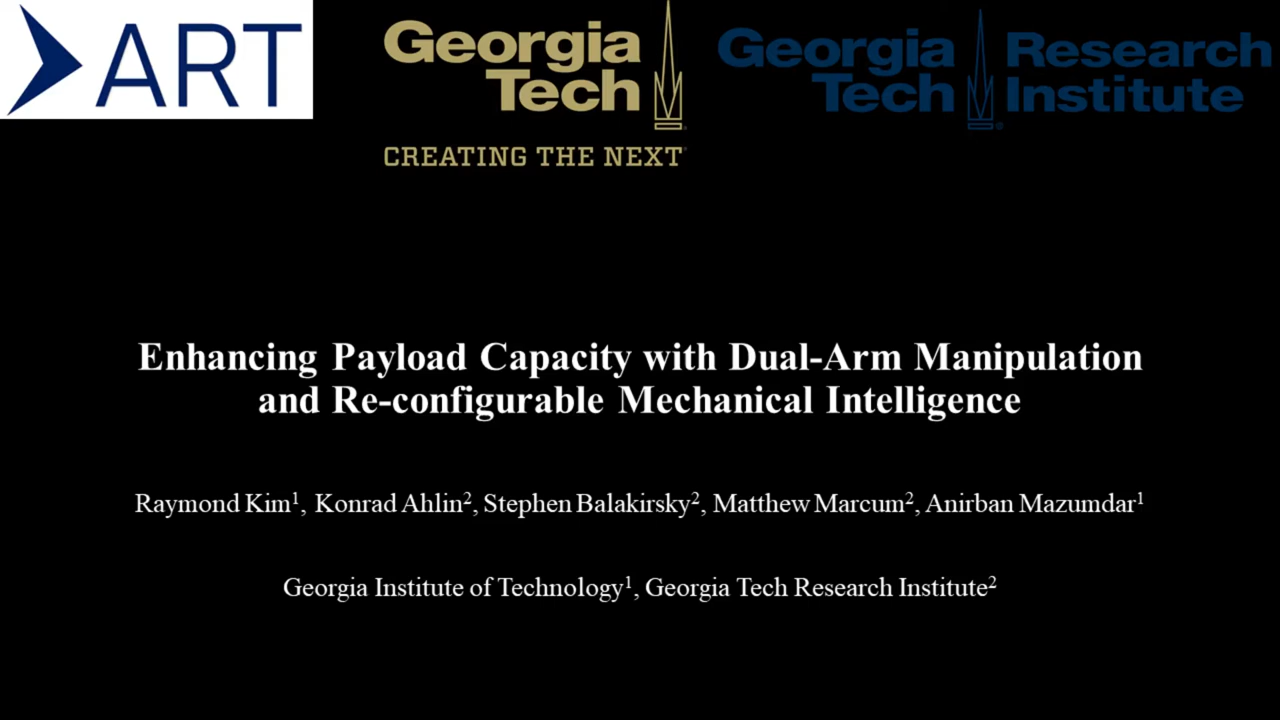 ART
Georgia Tech
CREATING THE NEXT
Georgia Tech Research Institute
Enhancing Payload Capacity with Dual-Arm Manipulation
and Re-configurable Mechanical Intelligence
Raymond Kim¹, Konrad Ahlin², Stephen Balakirsky², Matthew Marcum², Anirban Mazumdar¹
Georgia Institute of Technology¹, Georgia Tech Research Institute²